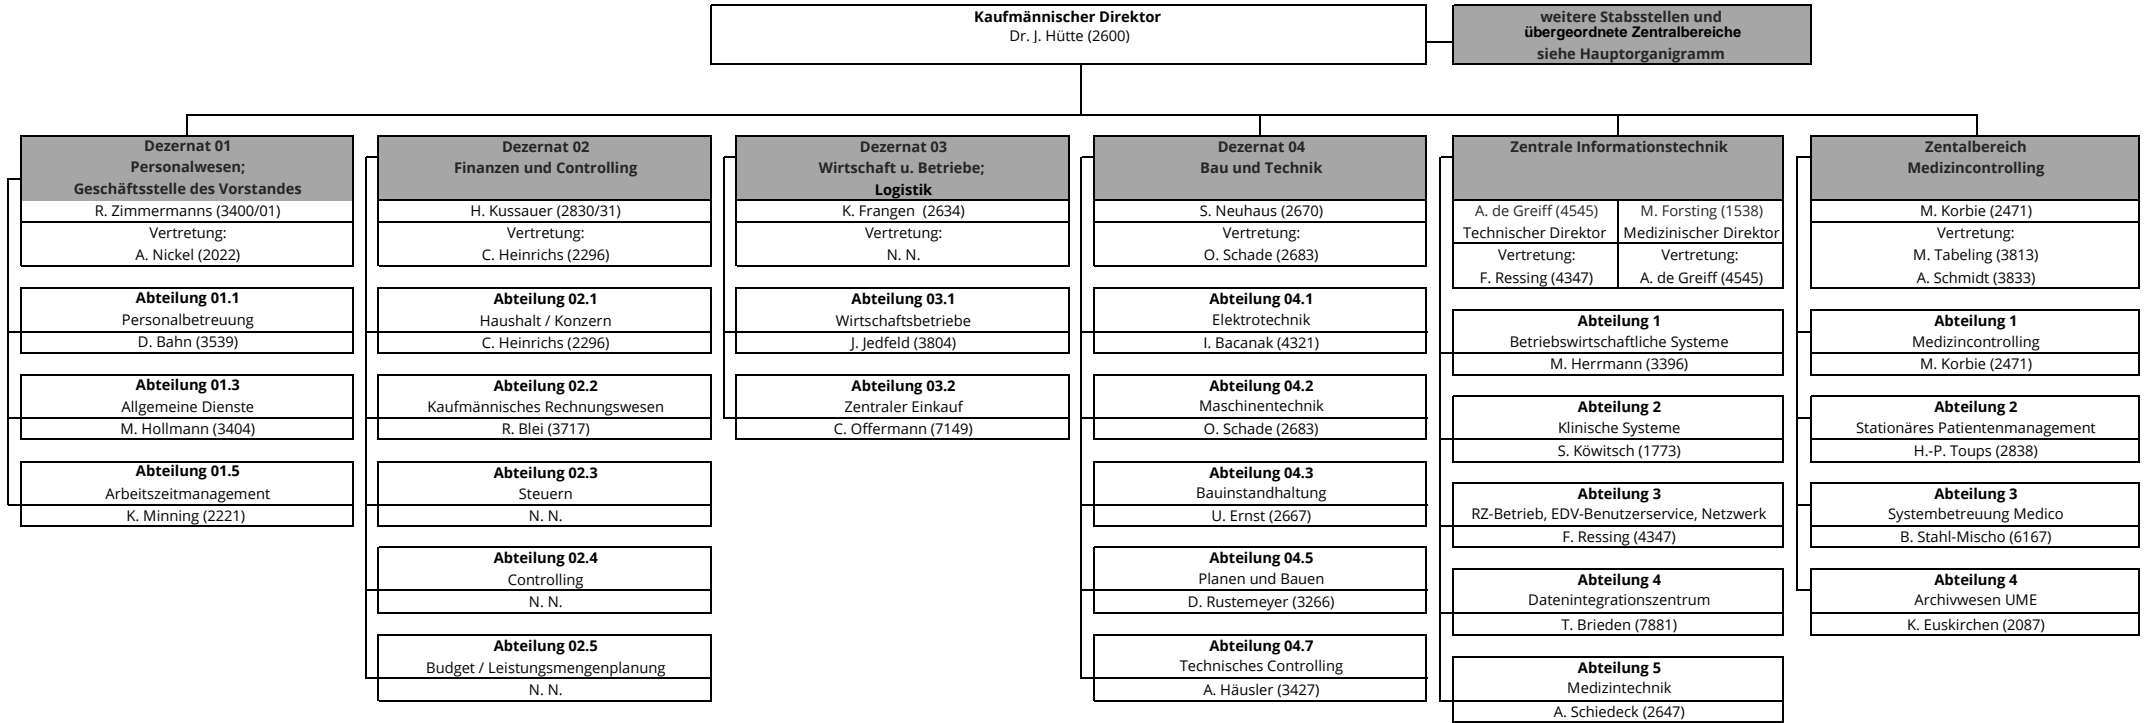 Kaufmännischer Direktor
Dr. J. Hütte (2600)
weitere Stabsstellen und
übergeordnete Zentralbereiche
siehe Hauptorganigramm
Dezernat 01
Personalwesen;
Geschäftsstelle des Vorstandes
R. Zimmermanns (3400/01)
Vertretung:
A. Nickel (2022)
Abteilung 01.1
Personalbetreuung
D. Bahn (3539)
Abteilung 01.3
Allgemeine Dienste
M. Hollmann (3404)
Abteilung 01.5
Arbeitszeitmanagement
K. Minning (2221)
Dezernat 02
Finanzen und Controlling
H. Kussauer (2830/31)
Vertretung:
C. Heinrichs (2296)
Abteilung 02.1
Haushalt / Konzern
C. Heinrichs (2296)
Abteilung 02.2
Kaufmännisches Rechnungswesen
R. Blei (3717)
Abteilung 02.3
Steuern
N. N.
Abteilung 02.4
Controlling
N. N.
Abteilung 02.5
Budget / Leistungsmengenplanung
N. N.
Dezernat 03
Wirtschaft u. Betriebe;
Logistik
K. Frangen (2634)
Vertretung:
N. N.
Abteilung 03.1
Wirtschaftsbetriebe
J. Jedfeld (3804)
Abteilung 03.2
Zentraler Einkauf
C. Offermann (7149)
Dezernat 04
Bau und Technik
S. Neuhaus (2670)
Vertretung:
O. Schade (2683)
Abteilung 04.1
Elektrotechnik
I. Bacanak (4321)
Abteilung 04.2
Maschinentechnik
O. Schade (2683)
Abteilung 04.3
Bauinstandhaltung
U. Ernst (2667)
Abteilung 04.5
Planen und Bauen
D. Rustemeyer (3266)
Abteilung 04.7
Technisches Controlling
A. Häusler (3427)
Zentrale Informationstechnik
A. de Greiff (4545)
Technischer Direktor
Vertretung:
F. Ressing (4347)
M. Forsting (1538)
Medizinischer Direktor
Vertretung:
A. de Greiff (4545)
Abteilung 1
Betriebswirtschaftliche Systeme
M. Herrmann (3396)
Abteilung 2
Klinische Systeme
S. Köwitsch (1773)
Abteilung 3
RZ-Betrieb, EDV-Benutzerservice, Netzwerk
F. Ressing (4347)
Abteilung 4
Datenintegrationszentrum
T. Brieden (7881)
Abteilung 5
Medizintechnik
A. Schiedeck (2647)
Zentalbereich
Medizincontrolling
M. Korbie (2471)
Vertretung:
M. Tabeling (3813)
A. Schmidt (3833)
Abteilung 1
Medizincontrolling
M. Korbie (2471)
Abteilung 2
Stationäres Patientenmanagement
H.-P. Toups (2838)
Abteilung 3
Systembetreuung Medico
B. Stahl-Mischo (6167)
Abteilung 4
Archivwesen UME
K. Euskirchen (2087)